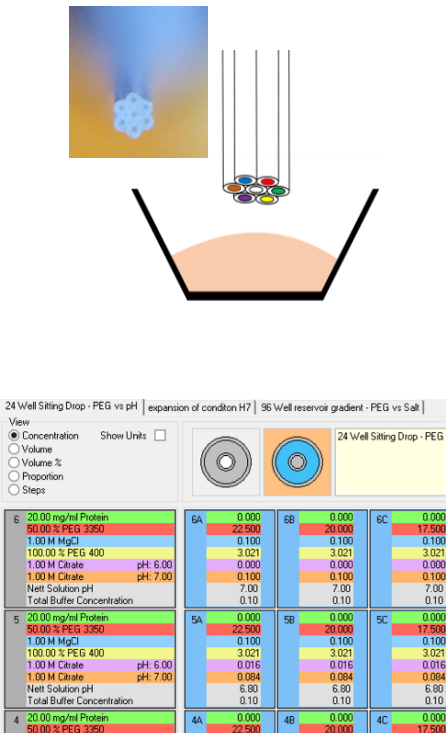 24 Well Sitting Drop - PEG vs pH expansion of conditon H7 96 Well reservoir gradient - PEG vs Salt
View
Concentration Show Units
Volume
Volume %
Proportion
Steps
24 Well Sitting Drop - PEG
6 20.00 mg/ml Protein 6A 0.000 6B 0.000 6C 0.000
50.00 % PEG 3350 22.500 20.000 17.500
1.00 M MgCl 0.100 0.100 0.100
100.00 % PEG 400 3.021 3.021 3.021
1.00 M Citrate pH: 6.00 0.000 0.000 0.000
1.00 M Citrate pH: 7.00 0.100 0.100 0.100
Nett Solution pH 7.00 7.00 7.00
Total Buffer Concentration 0.10 0.10 0.10
5 20.00 mg/ml Protein 5A 0.000 5B 0.000 5C 0.000
50.00 % PEG 3350 22.500 20.000 17.500
1.00 M MgCl 0.100 0.100 0.100
100.00 % PEG 400 3.021 3.021 3.021
1.00 M Citrate pH: 6.00 0.016 0.016 0.016
1.00 M Citrate pH: 7.00 0.084 0.084 0.084
Nett Solution pH 6.80 6.80 6.80
Total Buffer Concentration 0.10 0.10 0.10
4 20.00 mg/ml Protein 4A 0.000 4B 0.000 4C 0.000
50.00 % PEG 3350 22.500 20.000 17.500